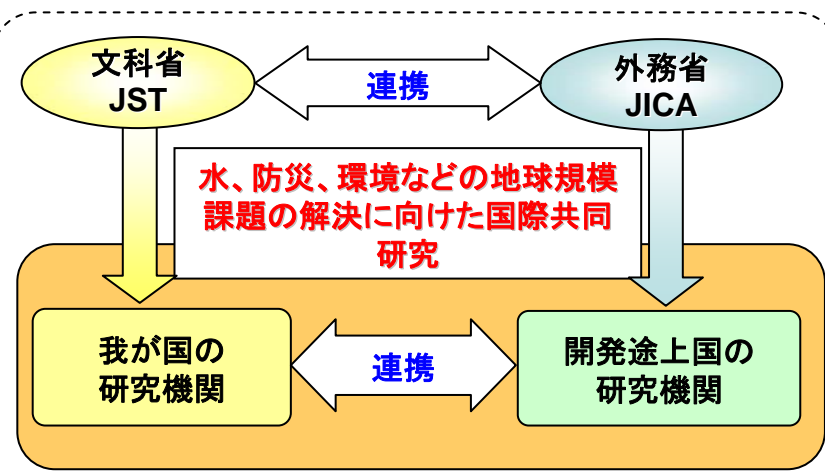 文科省
JST
連携
外務省
JICA
水、防災、環境などの地球規模
課題の解決に向けた国際共同
研究
我が国の
研究機関
連携
開発途上国の
研究機関